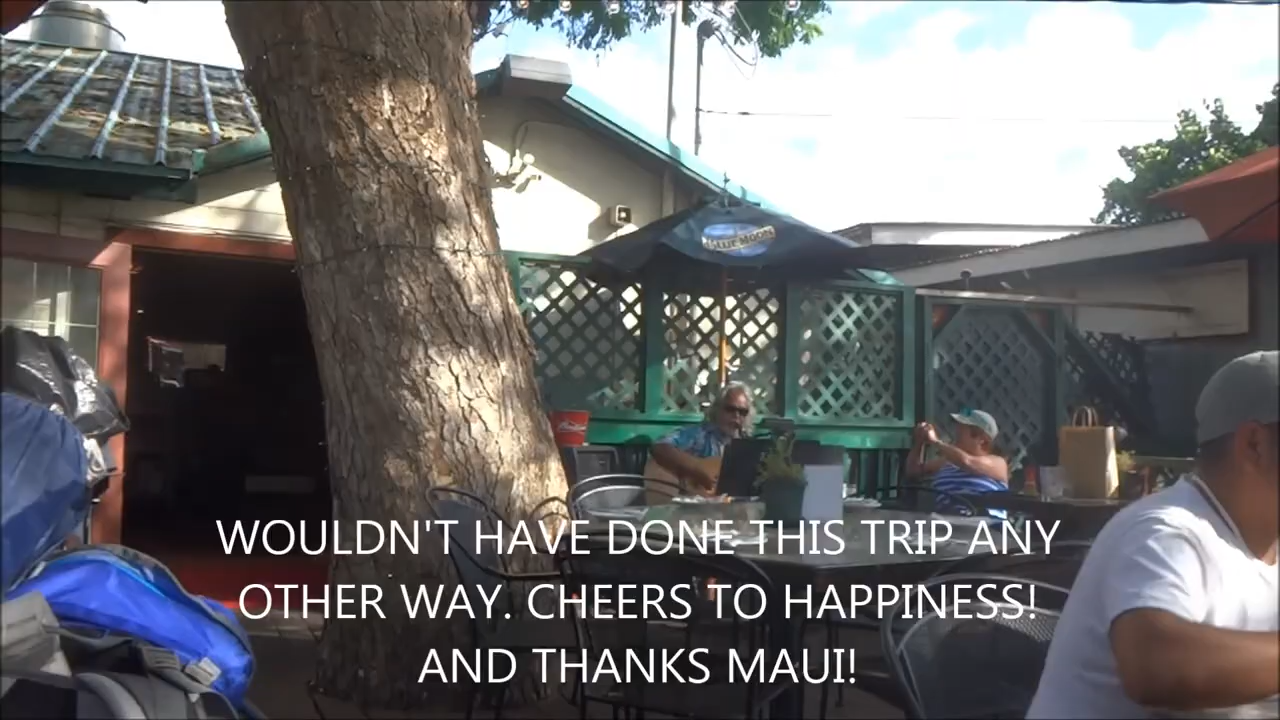 BLUE MOON
WOULDN'T HAVE DONE THIS TRIP ANY
OTHER WAY. CHEERS TO HAPPINESS!
AND THANKS MAUI!